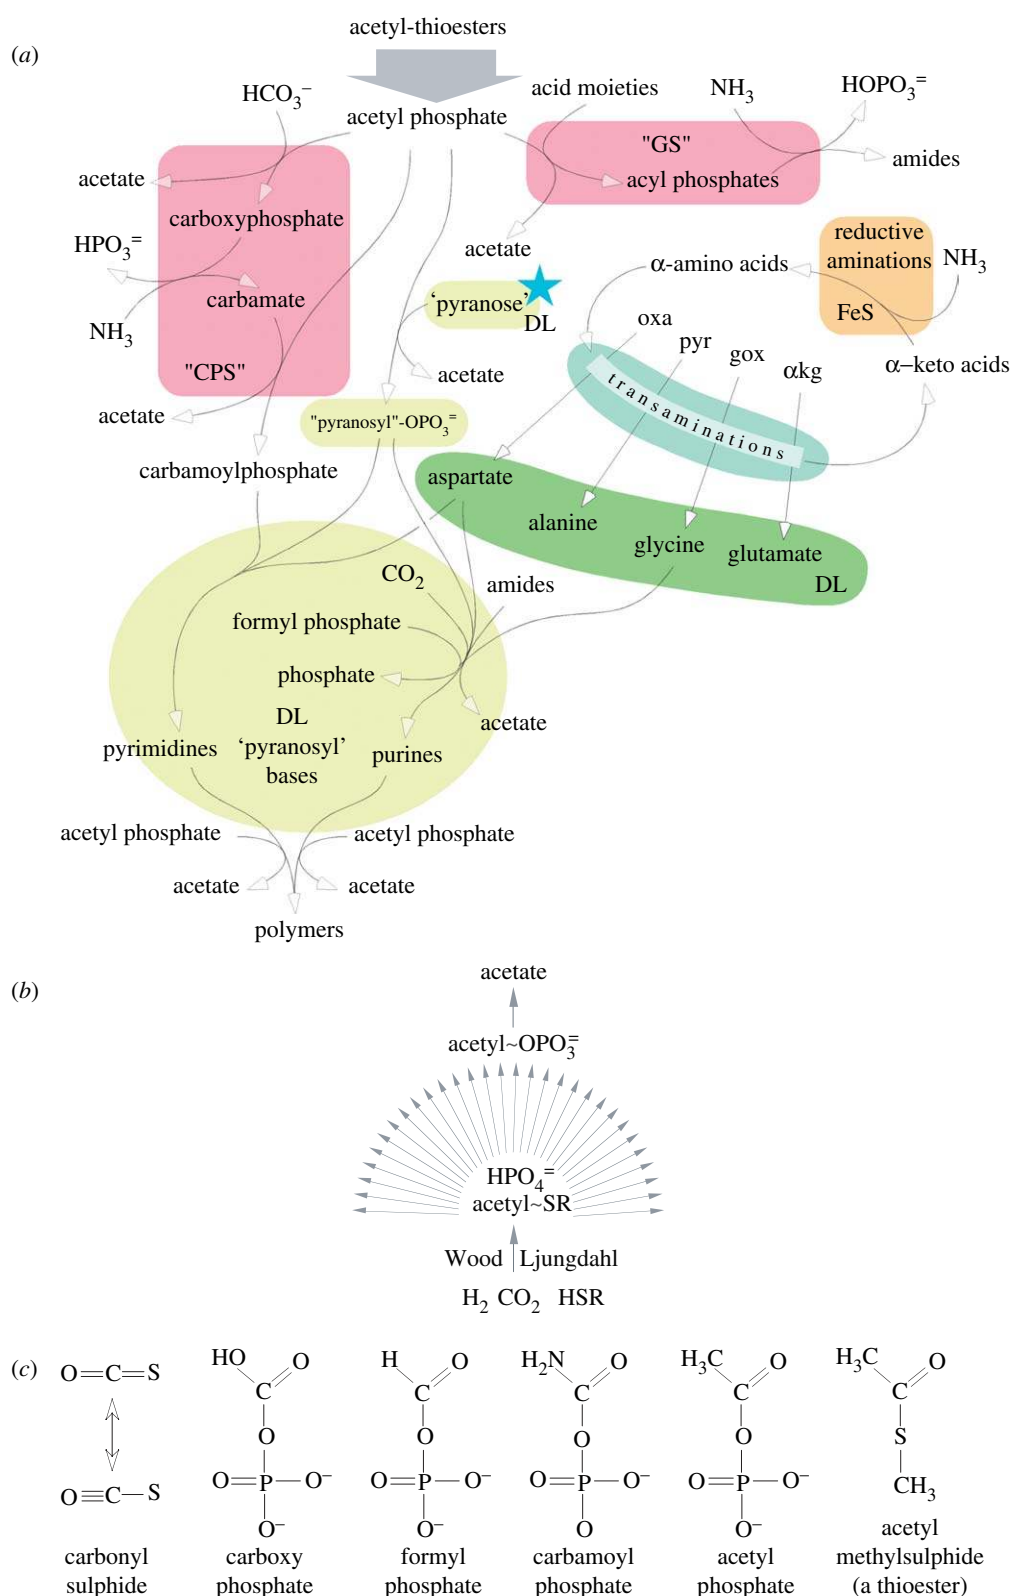 (a)
acetyl-thioesters
HCO₃⁻
acetyl phosphate
acid moieties
NH₃
HOPO₃⁼
"GS"
acyl phosphates
amides
acetate
carboxyphosphate
HPO₃⁼
carbamate
NH₃
"CPS"
acetate
carbamoylphosphate
acetate
'pyranose'
DL
acetate
"pyranosyl"-OPO₃⁼
α-amino acids
reductive
aminations
FeS
NH₃
α–keto acids
oxa
pyr
gox
αkg
transaminations
aspartate
alanine
glycine
glutamate
DL
CO₂
amides
formyl phosphate
phosphate
acetate
DL
'pyranosyl'
bases
pyrimidines
purines
acetyl phosphate
acetyl phosphate
acetate
acetate
polymers
(b)
acetate
acetyl~OPO₃⁼
HPO₄⁼
acetyl~SR
Wood Ljungdahl
H₂ CO₂ HSR
(c)
O=C=S
O≡C–S
carbonyl
sulphide
HO O
C
O
O=P–O⁻
O⁻
carboxy
phosphate
H O
C
O
O=P–O⁻
O⁻
formyl
phosphate
H₂N O
C
O
O=P–O⁻
O
carbamoyl
phosphate
H₃C O
C
O
O=P–O⁻
O⁻
acetyl
phosphate
H₃C O
C
S
CH₃
acetyl
methylsulphide
(a thioester)